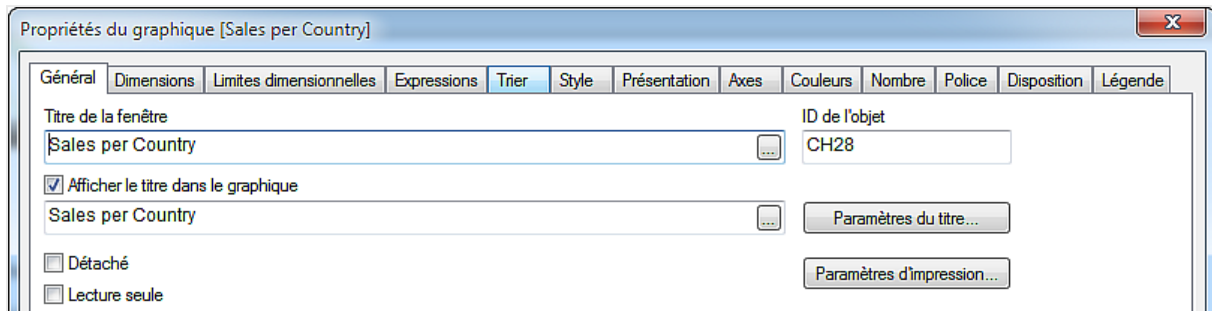 Propriétés du graphique [Sales per Country]
Général Dimensions Limites dimensionnelles Expressions Trier Style Présentation Axes Couleurs Nombre Police Disposition Légende
Titre de la fenêtre ID de l'objet
Sales per Country ... CH28
Afficher le titre dans le graphique
Sales per Country ... Paramètres du titre...
Détaché Paramètres d'impression...
Lecture seule